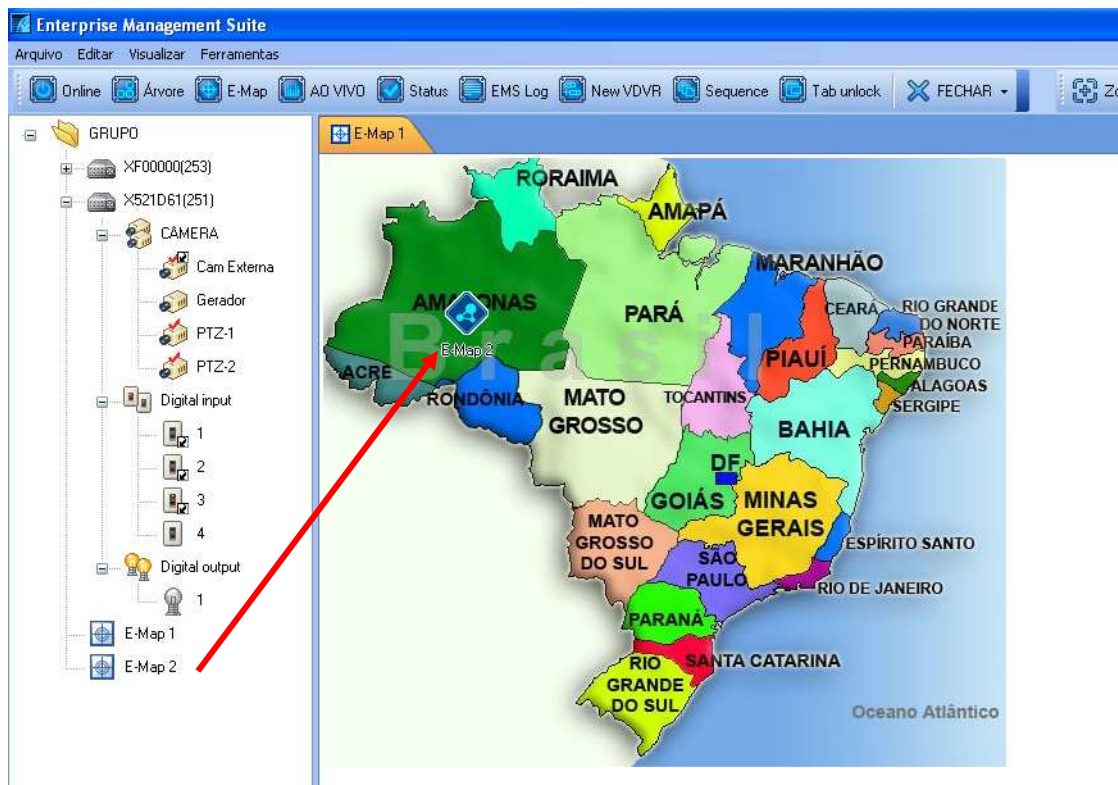 Enterprise Management Suite
Arquivo Editar Visualizar Ferramentas
Online Árvore E-Map AO VIVO Status EMS Log New VDVR Sequence Tab unlock FECHAR
GRUPO
XF00000(253)
X521D61(251)
CÂMERA
Cam Externa
Gerador
PTZ-1
PTZ-2
Digital input
1
2
3
4
Digital output
1
E-Map 1
E-Map 2
E-Map 1
RORAIMA
AMAPÁ
AMAZONAS
E-Map 2
PARÁ
MARANHÃO
CEARÁ
RIO GRANDE
DO NORTE
PARAÍBA
PERNAMBUCO
ALAGOAS
SERGIPE
PIAUÍ
Brasil
ACRE
RONDÔNIA
MATO
GROSSO
TOCANTINS
BAHIA
DF
GOIÁS
MINAS
GERAIS
MATO
GROSSO
DO SUL
ESPÍRITO SANTO
SÃO
PAULO
RIO DE JANEIRO
PARANÁ
SANTA CATARINA
RIO
GRANDE
DO SUL
Oceano Atlântico